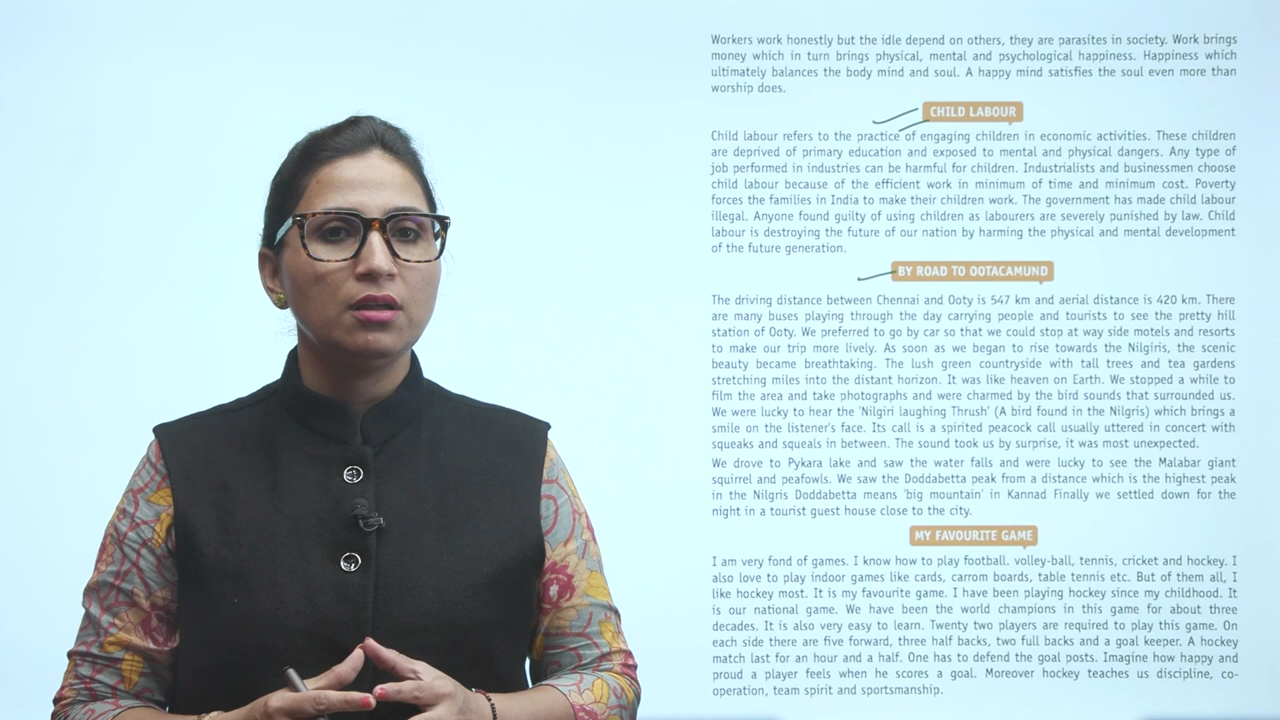 Workers work honestly but the idle depend on others, they are parasites in society. Work brings
money which in turn brings physical, mental and psychological happiness. Happiness which
ultimately balances the body mind and soul. A happy mind satisfies the soul even more than
worship does.
CHILD LABOUR
Child labour refers to the practice of engaging children in economic activities. These children
are deprived of primary education and exposed to mental and physical dangers. Any type of
job performed in industries can be harmful for children. Industrialists and businessmen choose
child labour because of the efficient work in minimum of time and minimum cost. Poverty
forces the families in India to make their children work. The government has made child labour
illegal. Anyone found guilty of using children as labourers are severely punished by law. Child
labour is destroying the future of our nation by harming the physical and mental development
of the future generation.
BY ROAD TO OOTACAMUND
The driving distance between Chennai and Ooty is 547 km and aerial distance is 420 km. There
are many buses playing through the day carrying people and tourists to see the pretty hill
station of Ooty. We preferred to go by car so that we could stop at way side motels and resorts
to make our trip more lively. As soon as we began to rise towards the Nilgiris, the scenic
beauty became breathtaking. The lush green countryside with tall trees and tea gardens
stretching miles into the distant horizon. It was like heaven on Earth. We stopped a while to
film the area and take photographs and were charmed by the bird sounds that surrounded us.
We were lucky to hear the 'Nilgiri laughing Thrush' (A bird found in the Nilgris) which brings a
smile on the listener's face. Its call is a spirited peacock call usually uttered in concert with
squeaks and squeals in between. The sound took us by surprise, it was most unexpected.
We drove to Pykara lake and saw the water falls and were lucky to see the Malabar giant
squirrel and peafowls. We saw the Doddabetta peak from a distance which is the highest peak
in the Nilgris Doddabetta means 'big mountain' in Kannad Finally we settled down for the
night in a tourist guest house close to the city.
MY FAVOURITE GAME
I am very fond of games. I know how to play football. volley-ball, tennis, cricket and hockey. I
also love to play indoor games like cards, carrom boards, table tennis etc. But of them all, I
like hockey most. It is my favourite game. I have been playing hockey since my childhood. It
is our national game. We have been the world champions in this game for about three
decades. It is also very easy to learn. Twenty two players are required to play this game. On
each side there are five forward, three half backs, two full backs and a goal keeper. A hockey
match last for an hour and a half. One has to defend the goal posts. Imagine how happy and
proud a player feels when he scores a goal. Moreover hockey teaches us discipline, co-
operation, team spirit and sportsmanship.